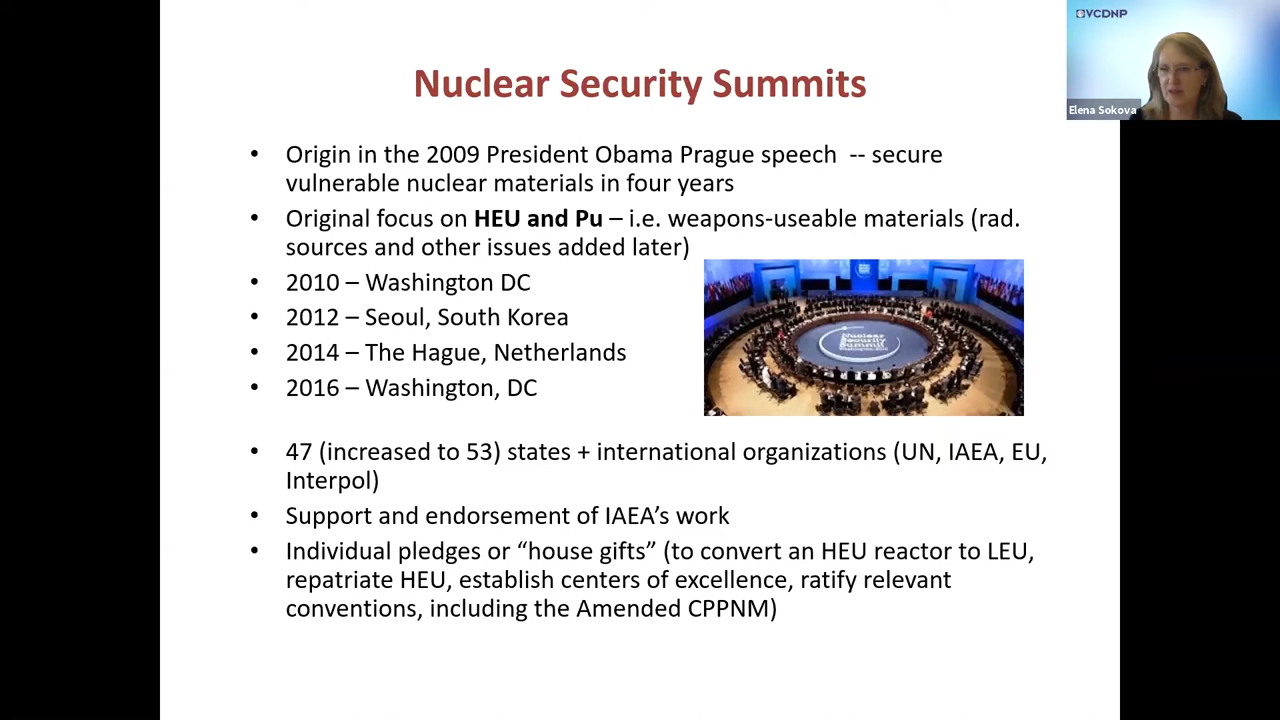 VCDNP
Elena Sokova
Nuclear Security Summits
• Origin in the 2009 President Obama Prague speech -- secure
vulnerable nuclear materials in four years
• Original focus on HEU and Pu – i.e. weapons-useable materials (rad.
sources and other issues added later)
• 2010 – Washington DC
• 2012 – Seoul, South Korea
• 2014 – The Hague, Netherlands
• 2016 – Washington, DC
Nuclear
Security
Summit
• 47 (increased to 53) states + international organizations (UN, IAEA, EU,
Interpol)
• Support and endorsement of IAEA’s work
• Individual pledges or “house gifts” (to convert an HEU reactor to LEU,
repatriate HEU, establish centers of excellence, ratify relevant
conventions, including the Amended CPPNM)